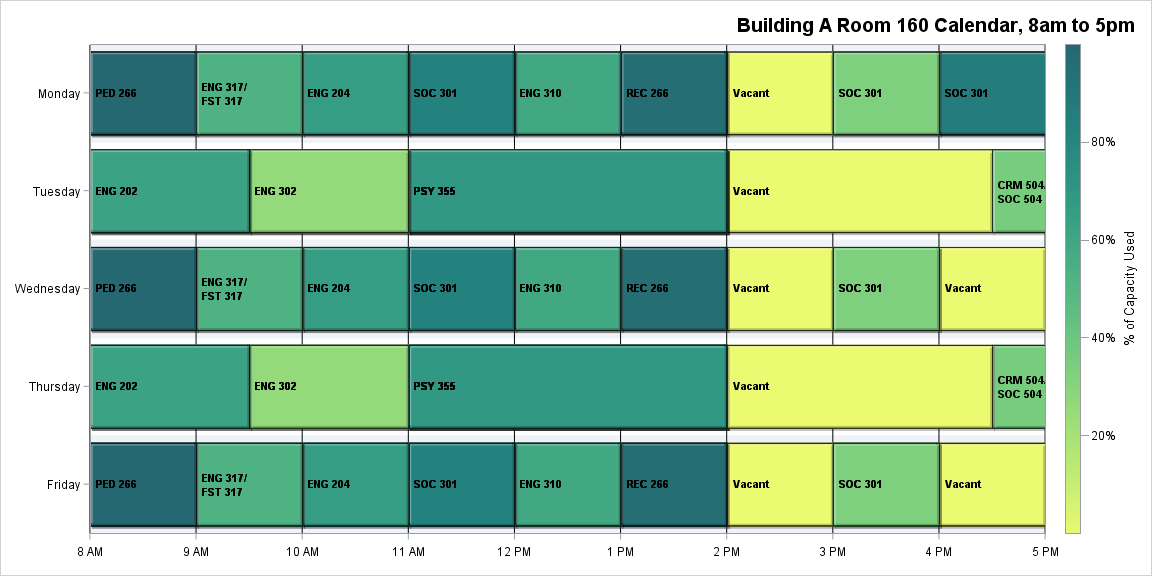 Building A Room 160 Calendar, 8am to 5pm
Monday
PED 266
ENG 317/
FST 317
ENG 204
SOC 301
ENG 310
REC 266
Vacant
SOC 301
SOC 301
Tuesday
ENG 202
ENG 302
PSY 355
Vacant
CRM 504
SOC 504
Wednesday
PED 266
ENG 317/
FST 317
ENG 204
SOC 301
ENG 310
REC 266
Vacant
SOC 301
Vacant
Thursday
ENG 202
ENG 302
PSY 355
Vacant
CRM 504
SOC 504
Friday
PED 266
ENG 317/
FST 317
ENG 204
SOC 301
ENG 310
REC 266
Vacant
SOC 301
Vacant
8 AM
9 AM
10 AM
11 AM
12 PM
1 PM
2 PM
3 PM
4 PM
5 PM
80%
60%
40%
20%
% of Capacity Used